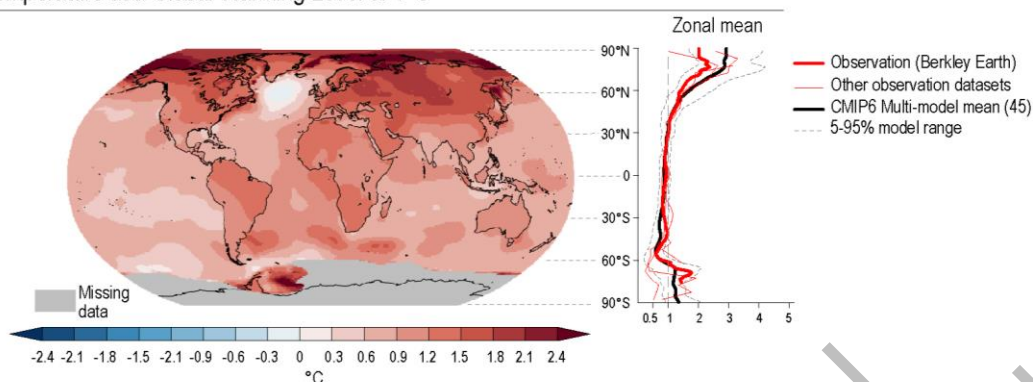 Zonal mean
90°N
60°N
30°N
0
30°S
60°S
90°S
Observation (Berkley Earth)
Other observation datasets
CMIP6 Multi-model mean (45)
5-95% model range
Missing
data
-2.4 -2.1 -1.8 -1.5 -2.1 -0.9 -0.6 -0.3 0 0.3 0.6 0.9 1.2 1.5 1.8 2.1 2.4
°C
0.5 1 2 3 4 5